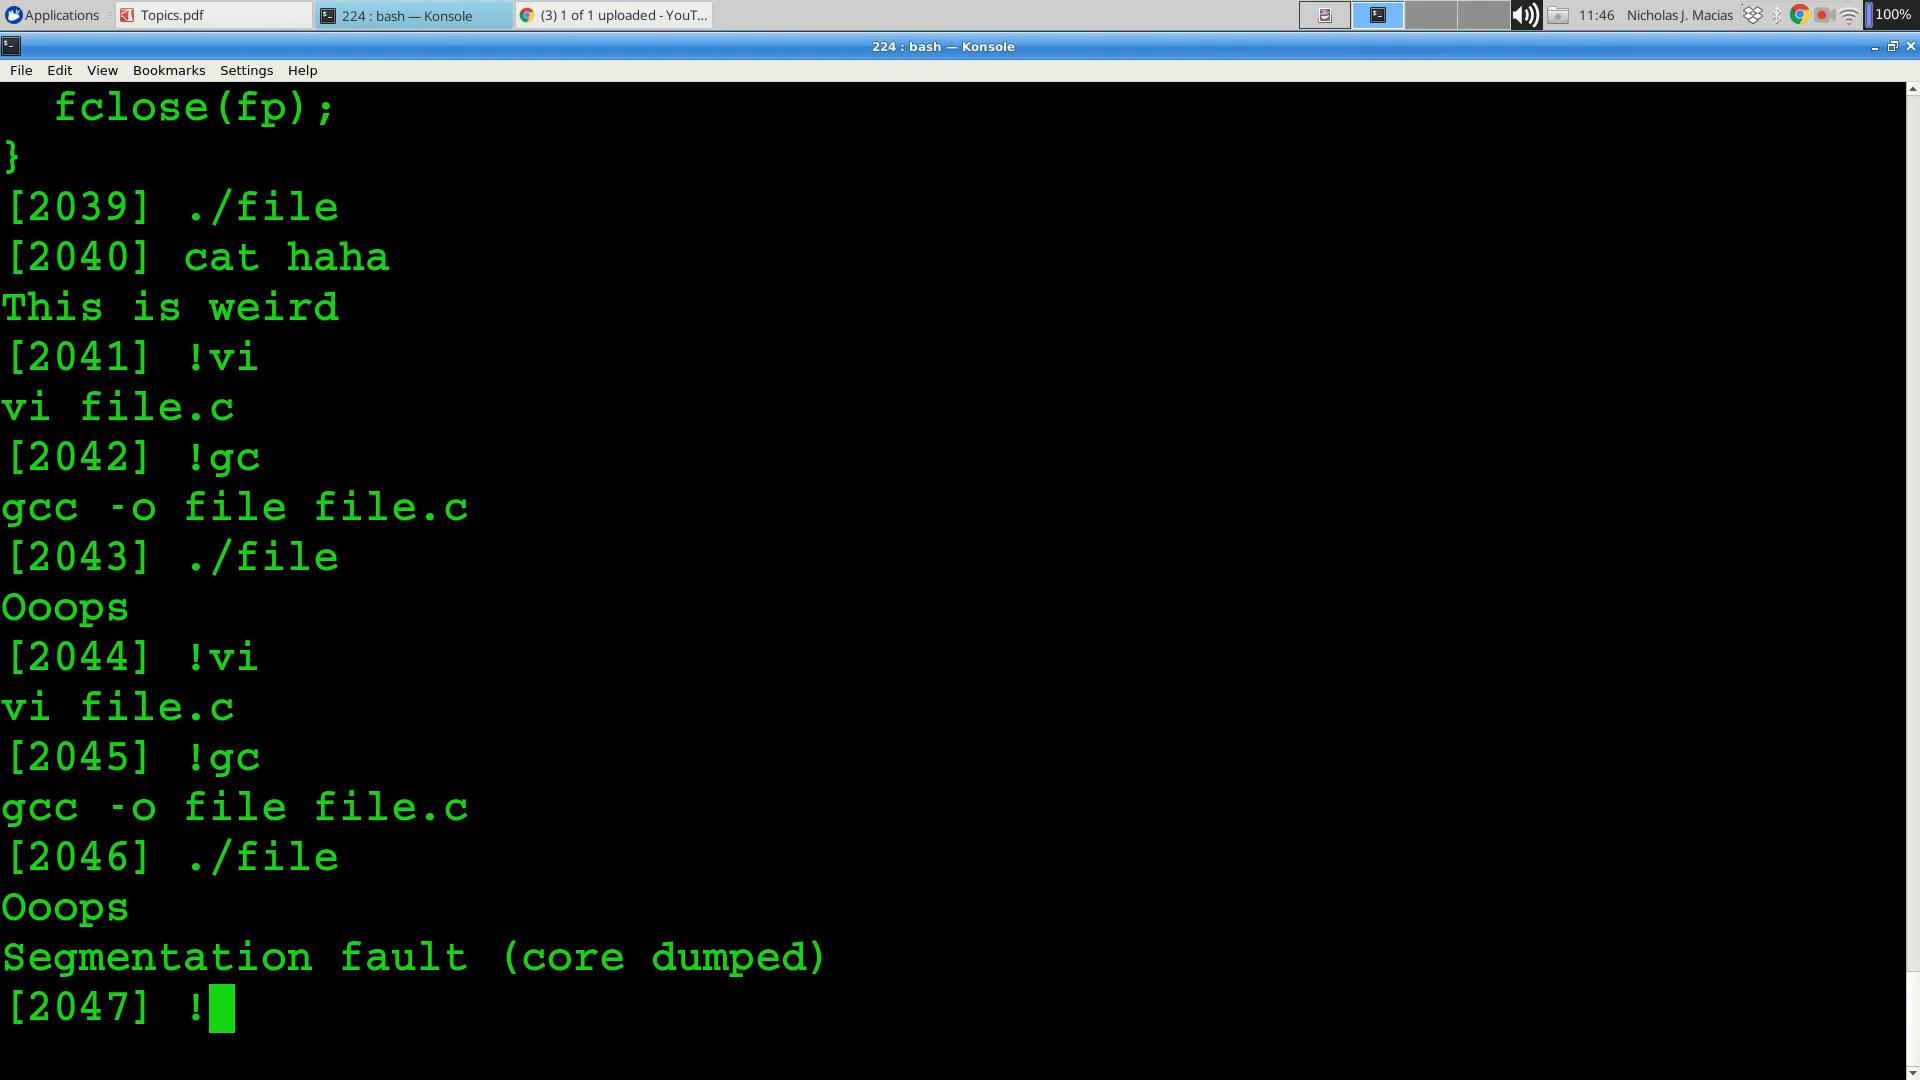 Applications Topics.pdf 224 : bash — Konsole (3) 1 of 1 uploaded - YouT... 11:46 Nicholas J. Macias 100%
224 : bash — Konsole
File Edit View Bookmarks Settings Help
fclose(fp);
}
[2039] ./file
[2040] cat haha
This is weird
[2041] !vi
vi file.c
[2042] !gc
gcc -o file file.c
[2043] ./file
Ooops
[2044] !vi
vi file.c
[2045] !gc
gcc -o file file.c
[2046] ./file
Ooops
Segmentation fault (core dumped)
[2047] !